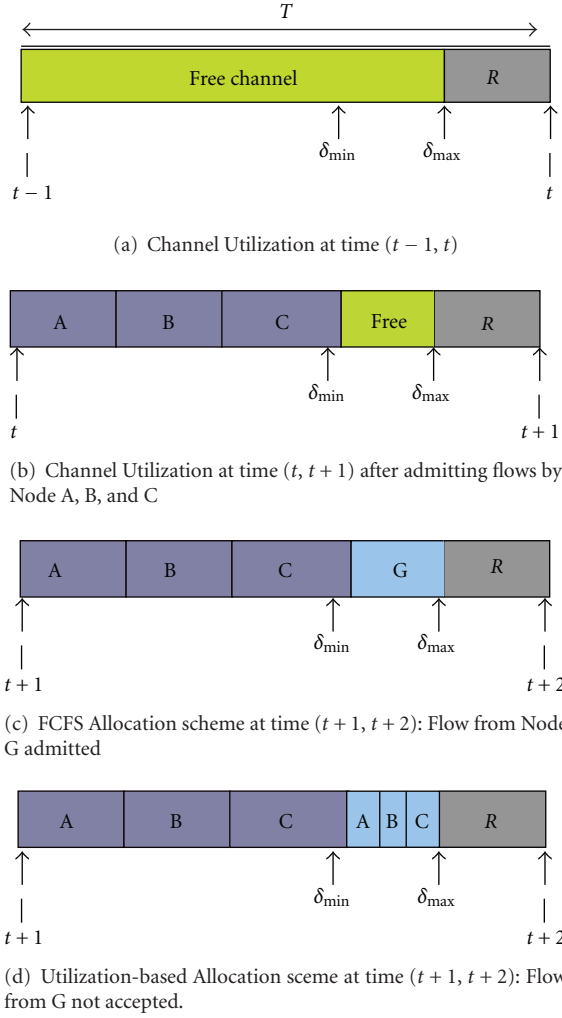 T
Free channel
R
δmin
δmax
t − 1
t
(a) Channel Utilization at time (t − 1, t)
A
B
C
Free
R
δmin
δmax
t
t + 1
(b) Channel Utilization at time (t, t + 1) after admitting flows by
Node A, B, and C
A
B
C
G
R
δmin
δmax
t + 1
t + 2
(c) FCFS Allocation scheme at time (t + 1, t + 2): Flow from Node
G admitted
A
B
C
A
B
C
R
δmin
δmax
t + 1
t + 2
(d) Utilization-based Allocation sceme at time (t + 1, t + 2): Flow
from G not accepted.